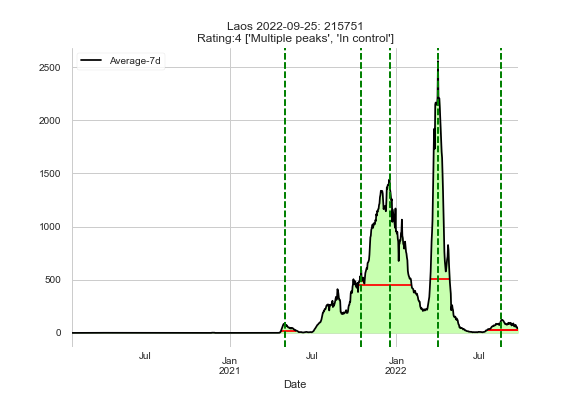 Laos 2022-09-25: 215751
Rating:4 ['Multiple peaks', 'In control']
Average-7d
2500
2000
1500
1000
500
0
Jul
Jan
2021
Jul
Jan
2022
Jul
Date